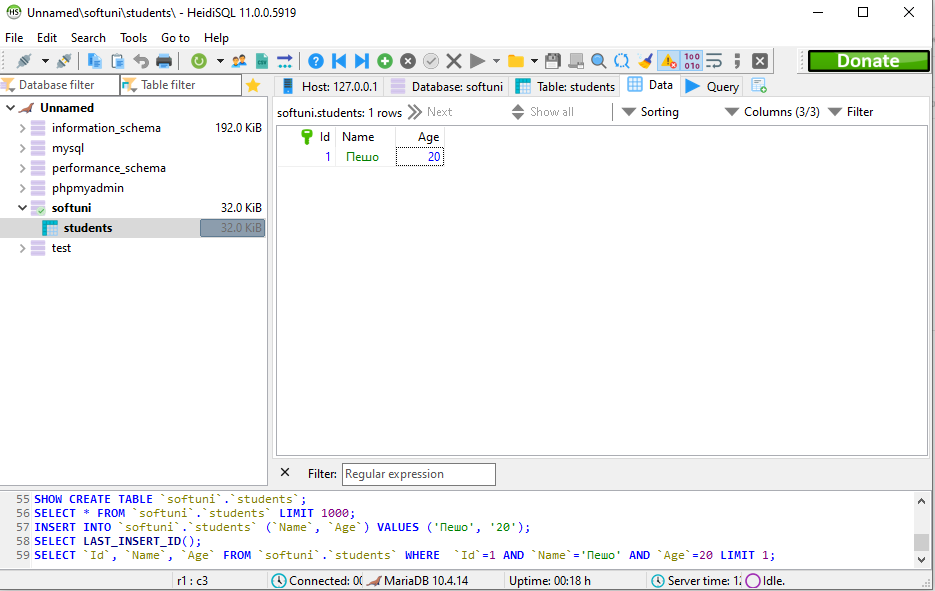 Unnamed\softuni\students\ - HeidiSQL 11.0.0.5919
File Edit Search Tools Go to Help
Donate
Database filter Table filter
Host: 127.0.0.1 Database: softuni Table: students Data Query
Unnamed
information_schema 192.0 KiB
mysql
performance_schema
phpmyadmin
softuni 32.0 KiB
students 32.0 KiB
test
softuni.students: 1 rows Next Show all Sorting Columns (3/3) Filter
Id Name Age
1 Пешо 20
Filter: Regular expression
55 SHOW CREATE TABLE `softuni`.`students`;
56 SELECT * FROM `softuni`.`students` LIMIT 1000;
57 INSERT INTO `softuni`.`students` (`Name`, `Age`) VALUES ('Пешо', '20');
58 SELECT LAST_INSERT_ID();
59 SELECT `Id`, `Name`, `Age` FROM `softuni`.`students` WHERE  `Id`=1 AND `Name`='Пешо' AND `Age`=20 LIMIT 1;
r1 : c3 Connected: 00 MariaDB 10.4.14 Uptime: 00:18 h Server time: 1 Idle.